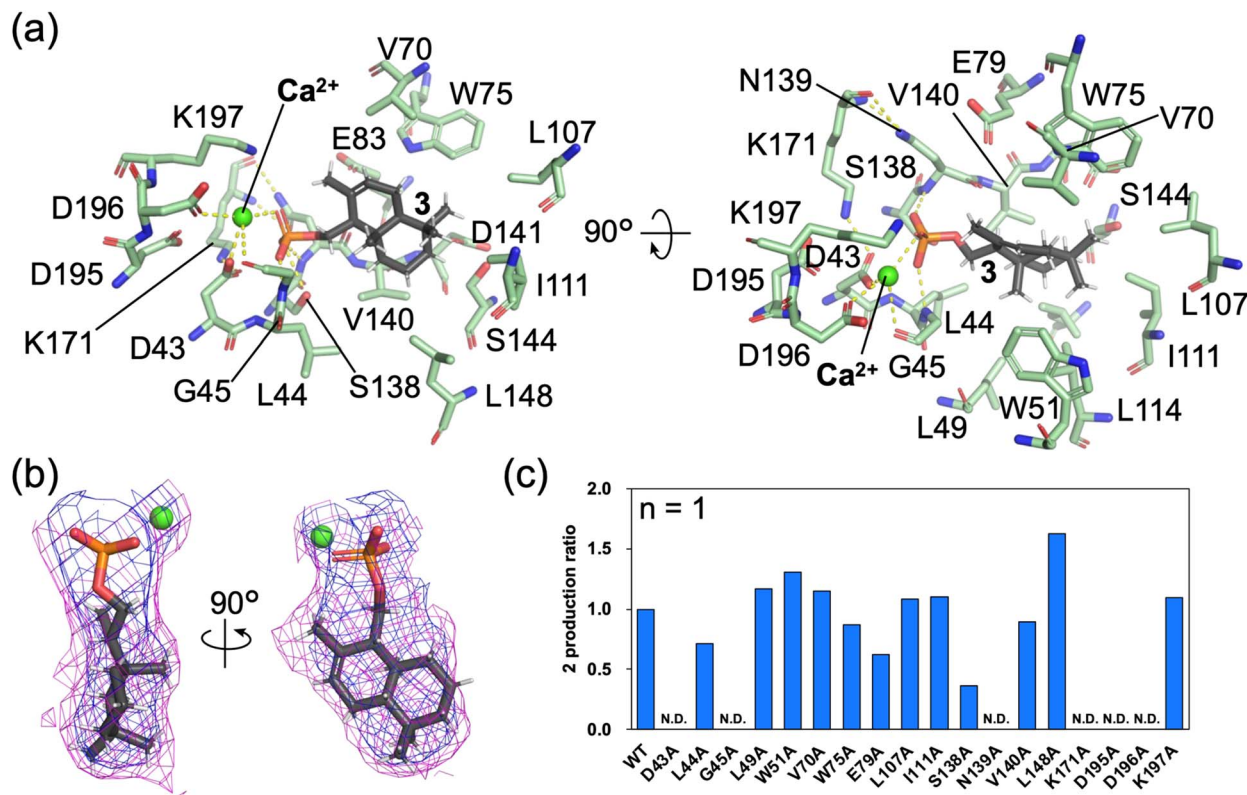 (a)
V70
Ca2+
W75
K197
E83
L107
D196
3
D141
D195
I111
V140
S144
K171
D43
G45
L44
S138
L148
90°
E79
N139
V140
W75
K171
V70
S138
S144
K197
D43
D195
3
L107
L44
D196
I111
Ca2+
G45
W51
L114
L49
(b)
90°
(c)
2 production ratio
2.0
1.5
1.0
0.5
0.0
n = 1
N.D.
N.D.
N.D.
N.D.
N.D.
N.D.
WT
D43A
L44A
G45A
L49A
W51A
V70A
W75A
E79A
L107A
I111A
S138A
N139A
V140A
L148A
K171A
D195A
D196A
K197A